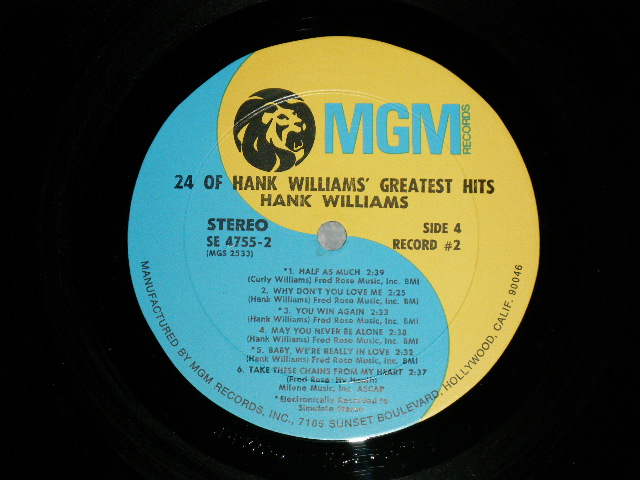 MGM
RECORDS
24 OF HANK WILLIAMS' GREATEST HITS
HANK WILLIAMS
STEREO
SE 4755-2
(MGS 2533)
SIDE 4
RECORD #2
*1. HALF AS MUCH 2:39
(Curly Williams) Fred Rose Music, Inc. BMI
2. WHY DON'T YOU LOVE ME 2:25
(Hank Williams) Fred Rose Music, Inc. BMI
*3. YOU WIN AGAIN 2:33
(Hank Williams) Fred Rose Music, Inc. BMI
4. MAY YOU NEVER BE ALONE 2:38
(Hank Williams) Fred Rose Music, Inc. BMI
*5. BABY, WE'RE REALLY IN LOVE 2:32
(Hank Williams) Fred Rose Music, Inc. BMI
6. TAKE THESE CHAINS FROM MY HEART 2:37
(Fred Rose-Hy Heath)
Milene Music, Inc. ASCAP
*Electronically Recorded to
Simulate Stereo
MANUFACTURED BY MGM RECORDS, INC., 7165 SUNSET BOULEVARD, HOLLYWOOD, CALIF. 90046